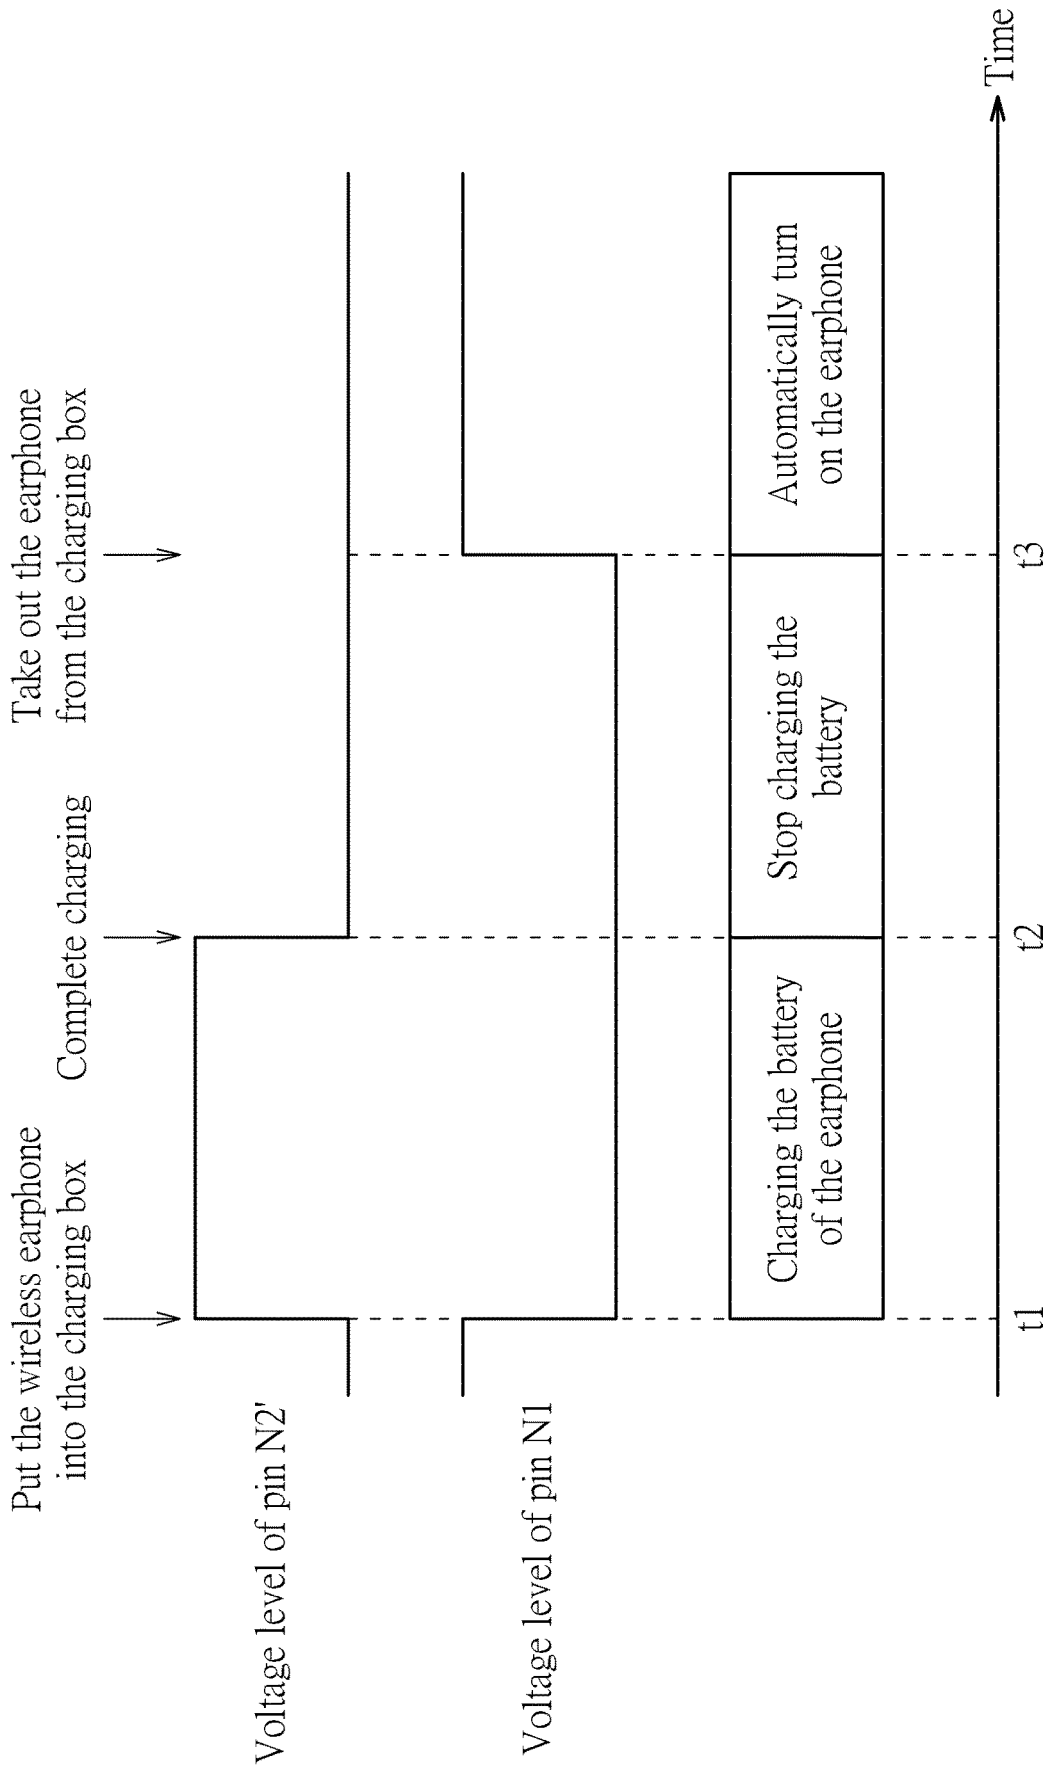 Put the wireless earphone
into the charging box
Complete charging
Take out the earphone
from the charging box
Voltage level of pin N2'
Voltage level of pin N1
Charging the battery
of the earphone
Stop charging the
battery
Automatically turn
on the earphone
t1
t2
t3
Time